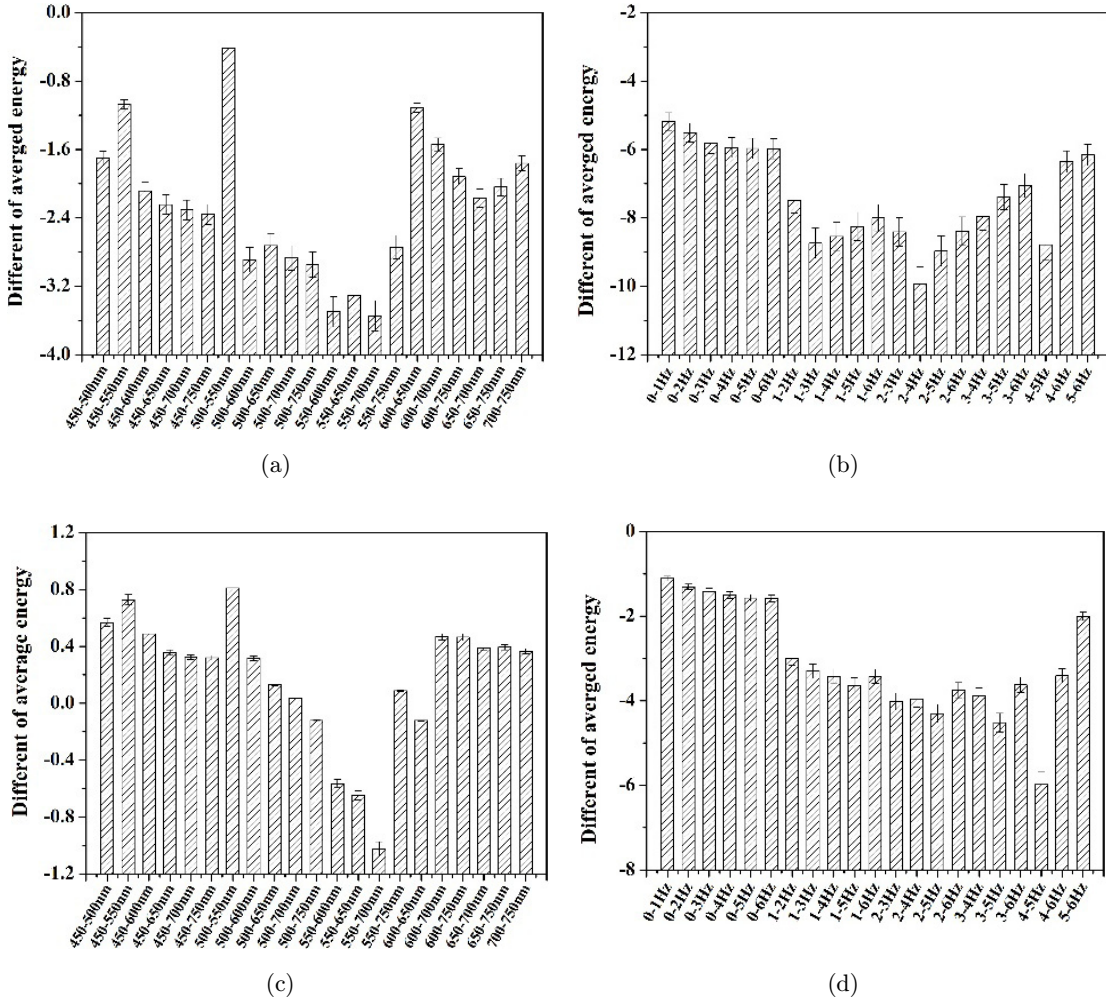 Different of averged energy
0.0
-0.8
-1.6
-2.4
-3.2
-4.0
450-500nm
450-550nm
450-600nm
450-650nm
450-700nm
450-750nm
500-550nm
500-600nm
500-650nm
500-700nm
500-750nm
550-600nm
550-650nm
550-700nm
550-750nm
600-650nm
600-700nm
600-750nm
650-700nm
650-750nm
700-750nm
(a)
Different of averged energy
-2
-4
-6
-8
-10
-12
0-1Hz
0-2Hz
0-3Hz
0-4Hz
0-5Hz
0-6Hz
1-2Hz
1-3Hz
1-4Hz
1-5Hz
1-6Hz
2-3Hz
2-4Hz
2-5Hz
2-6Hz
3-4Hz
3-5Hz
3-6Hz
4-5Hz
4-6Hz
5-6Hz
(b)
Different of average energy
1.2
0.8
0.4
0.0
-0.4
-0.8
-1.2
450-500nm
450-550nm
450-600nm
450-650nm
450-700nm
450-750nm
500-550nm
500-600nm
500-650nm
500-700nm
500-750nm
550-600nm
550-650nm
550-700nm
550-750nm
600-650nm
600-700nm
600-750nm
650-700nm
650-750nm
700-750nm
(c)
Different of averged energy
0
-2
-4
-6
-8
0-1Hz
0-2Hz
0-3Hz
0-4Hz
0-5Hz
0-6Hz
1-2Hz
1-3Hz
1-4Hz
1-5Hz
1-6Hz
2-3Hz
2-4Hz
2-5Hz
2-6Hz
3-4Hz
3-5Hz
3-6Hz
4-5Hz
4-6Hz
5-6Hz
(d)